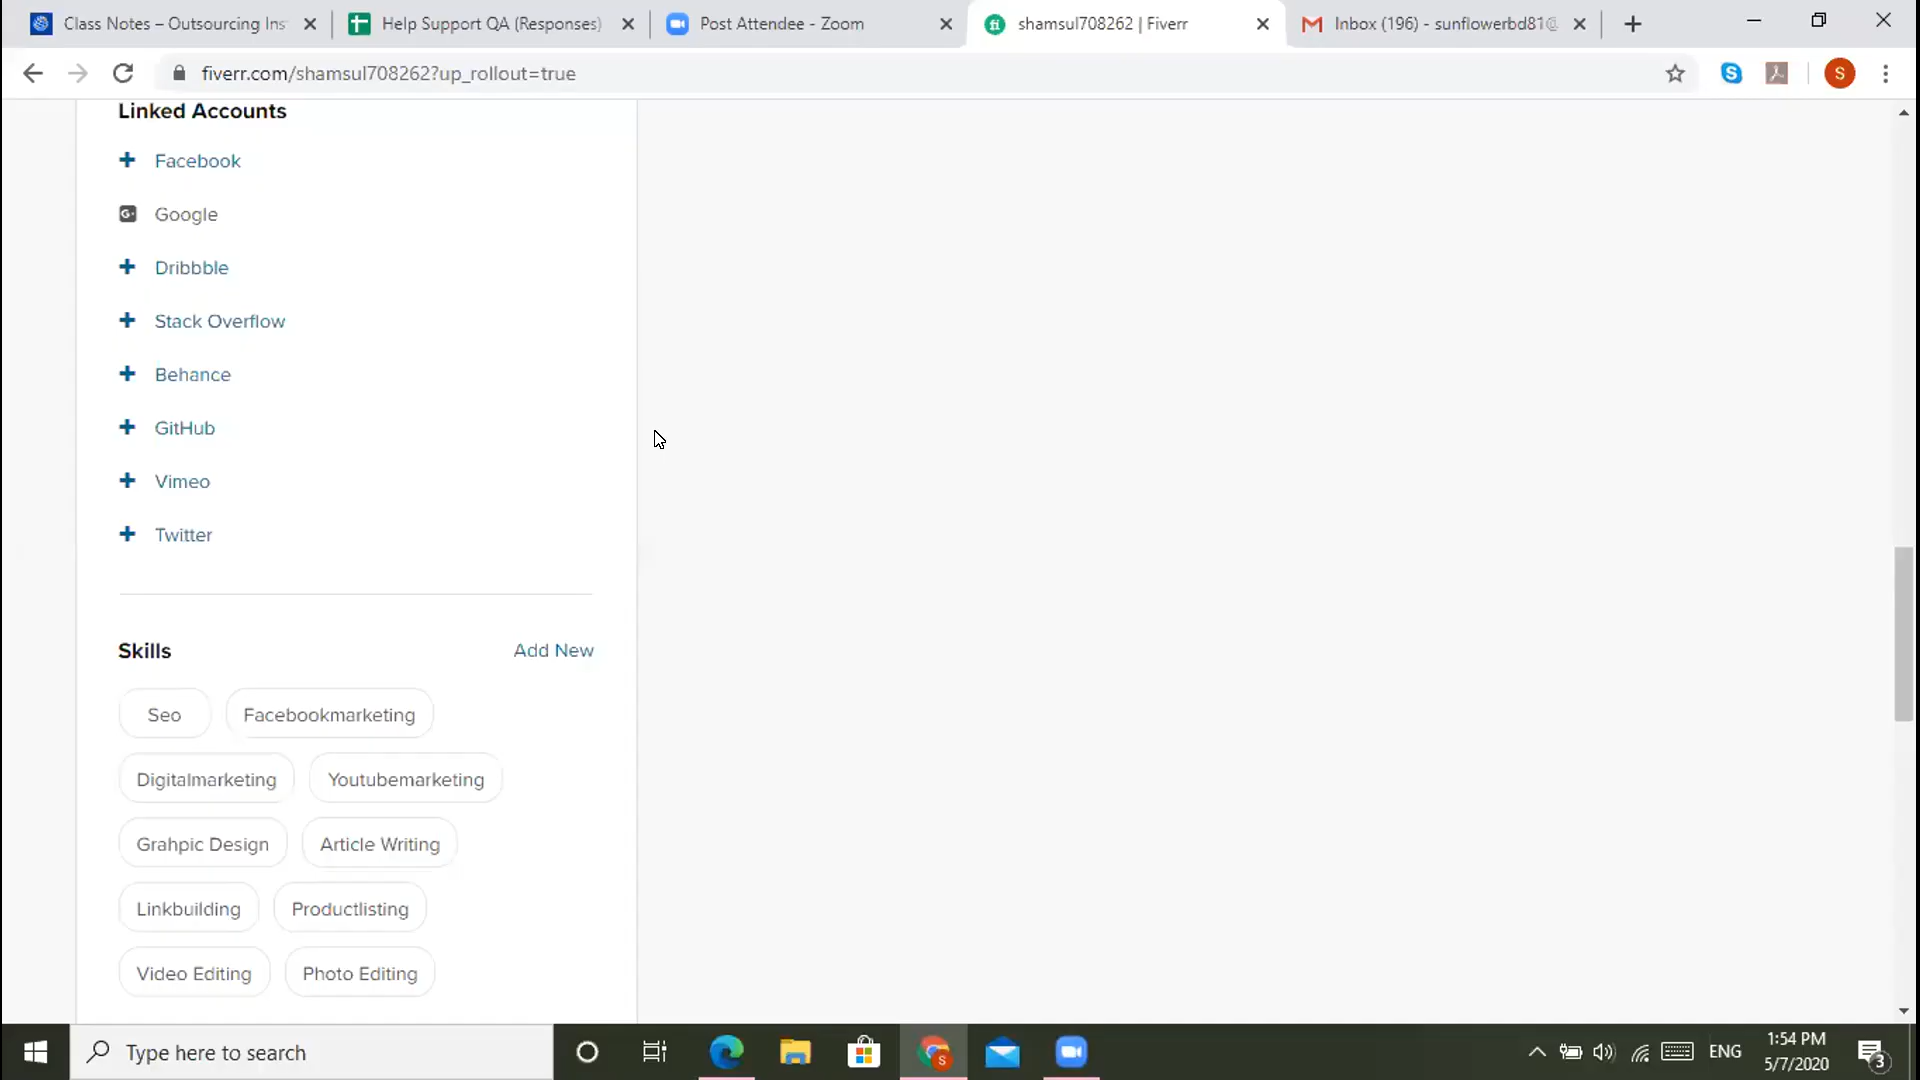 Class Notes – Outsourcing Ins
Help Support QA (Responses)
Post Attendee - Zoom
shamsul708262 | Fiverr
Inbox (196) - sunflowerbd81@
fiverr.com/shamsul708262?up_rollout=true
S
Linked Accounts
Facebook
Google
Dribbble
Stack Overflow
Behance
GitHub
Vimeo
Twitter
Skills Add New
Seo Facebookmarketing
Digitalmarketing Youtubemarketing
Grahpic Design Article Writing
Linkbuilding Productlisting
Video Editing Photo Editing
Type here to search
ENG
1:54 PM
5/7/2020
3